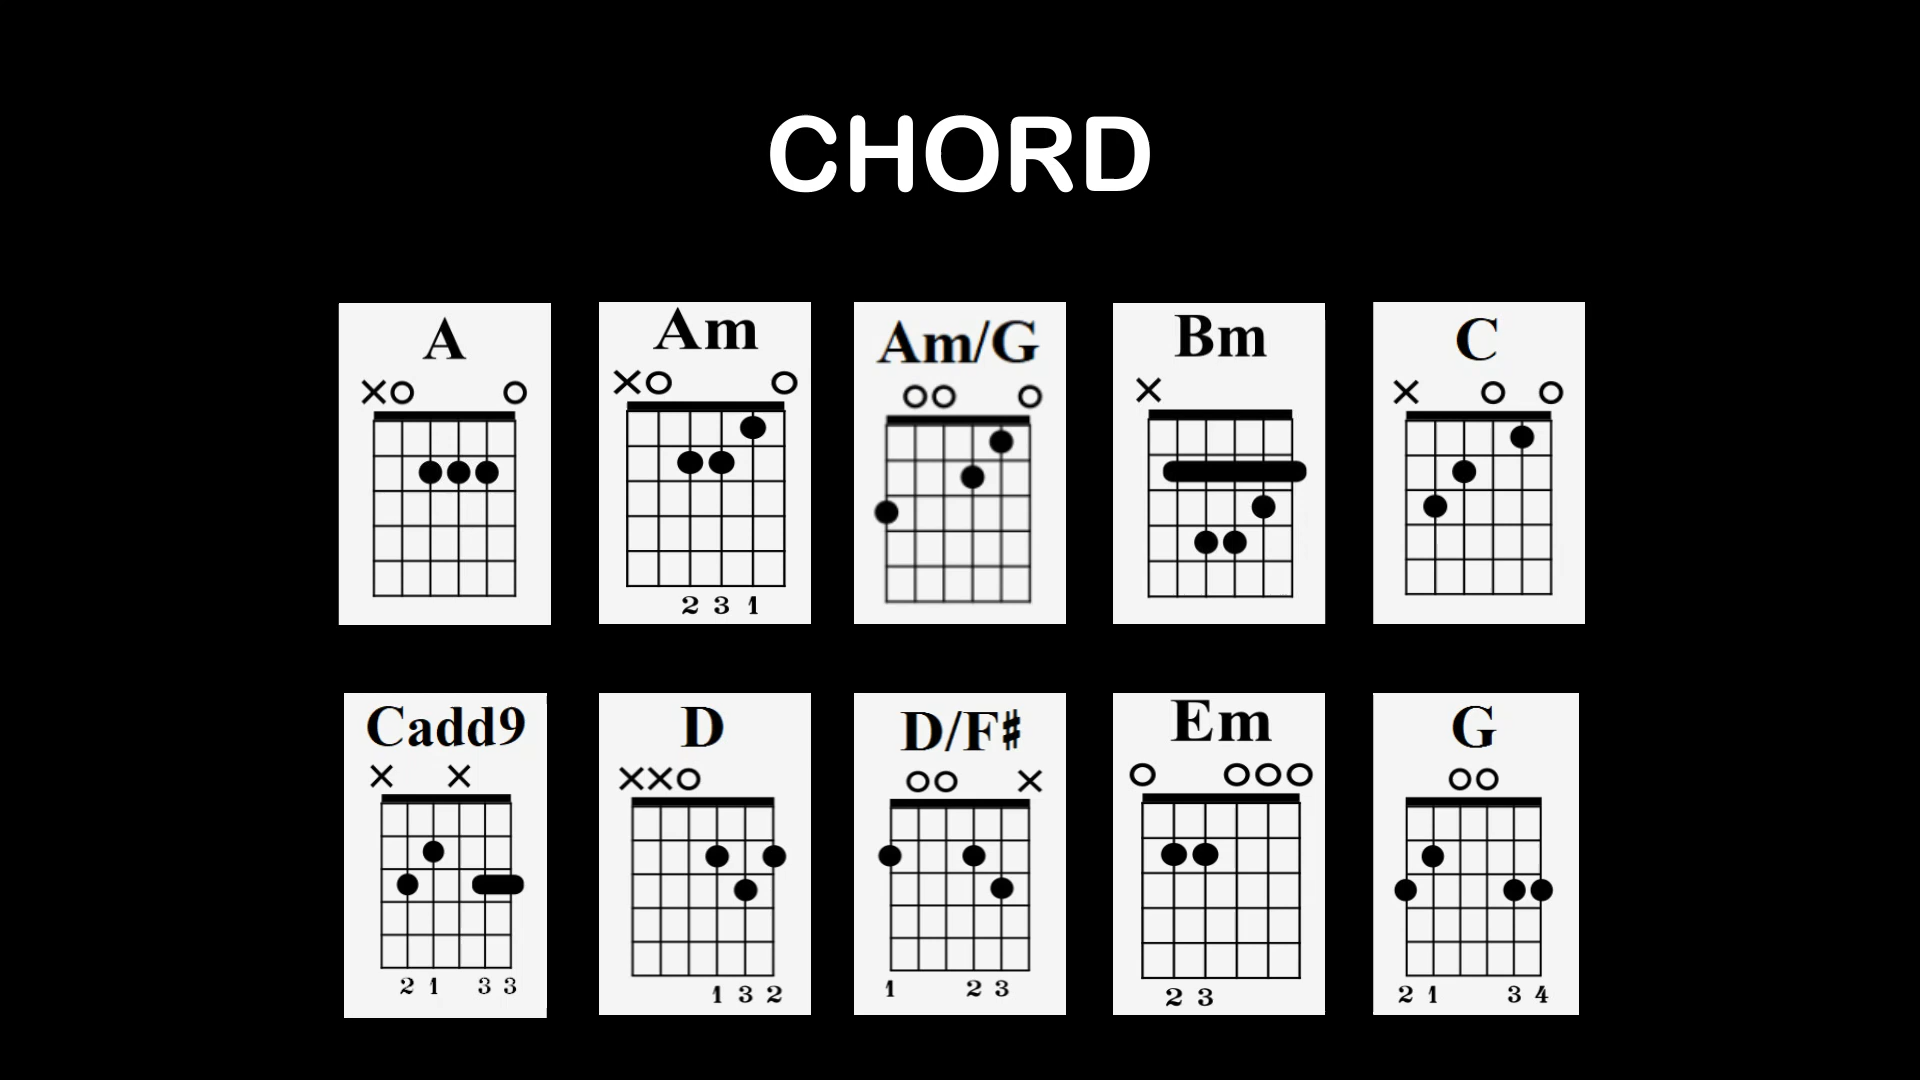 CHORD
A Am Am/G Bm C
2 3 1
Cadd9 D D/F♯ Em G
2 1 3 3 1 3 2 1 2 3 2 3 2 1 3 4